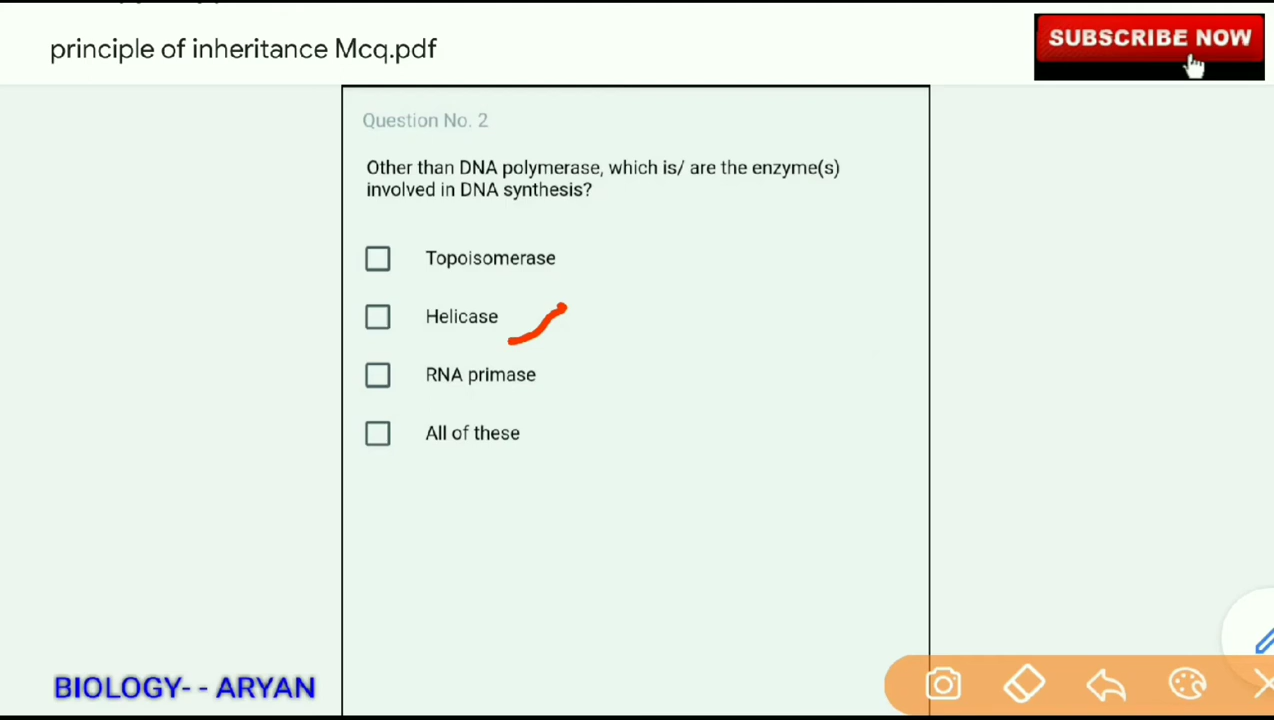 principle of inheritance Mcq.pdf
SUBSCRIBE NOW
Question No. 2
Other than DNA polymerase, which is/ are the enzyme(s)
involved in DNA synthesis?
Topoisomerase
Helicase
RNA primase
All of these
BIOLOGY- - ARYAN